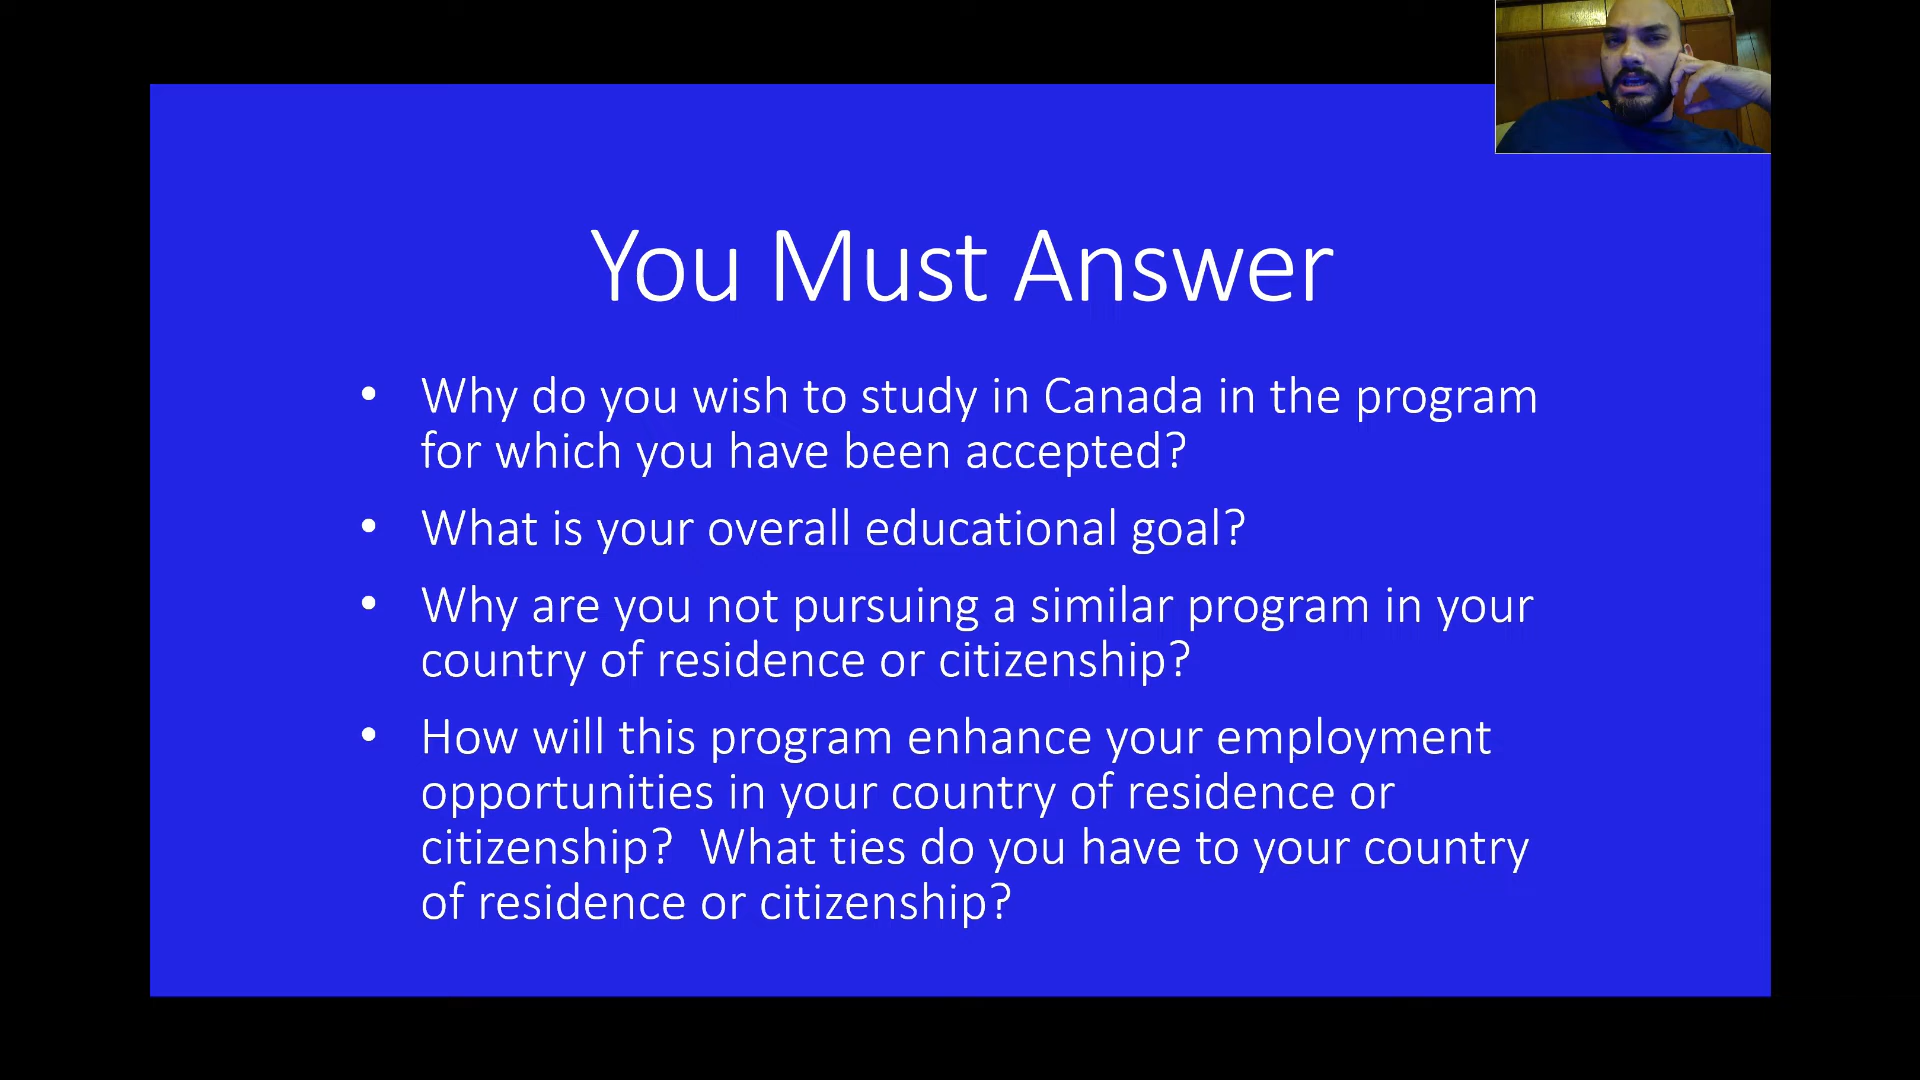 You Must Answer
• Why do you wish to study in Canada in the program
for which you have been accepted?
• What is your overall educational goal?
• Why are you not pursuing a similar program in your
country of residence or citizenship?
• How will this program enhance your employment
opportunities in your country of residence or
citizenship?  What ties do you have to your country
of residence or citizenship?